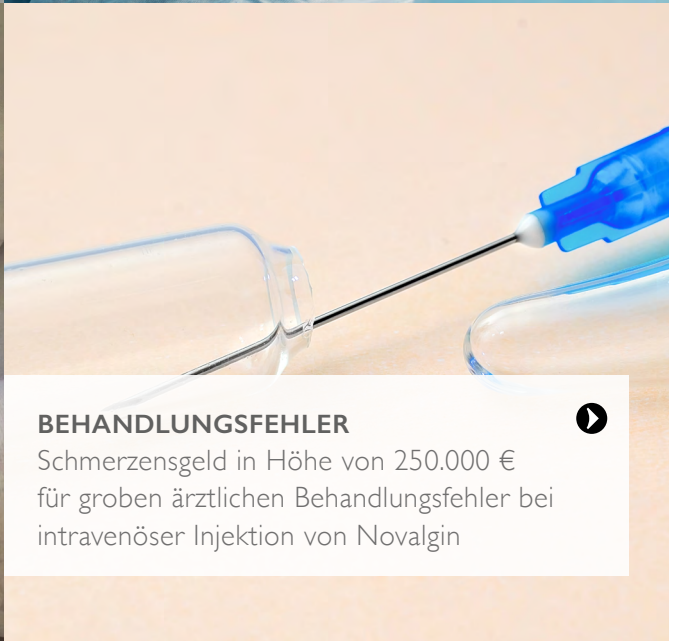 BEHANDLUNGSFEHLER
Schmerzensgeld in Höhe von 250.000 €
für groben ärztlichen Behandlungsfehler bei
intravenöser Injektion von Novalgin